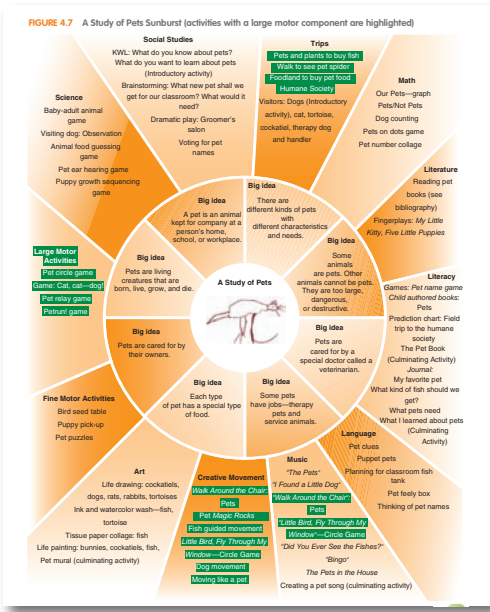 FIGURE 4.7 A Study of Pets Sunburst (activities with a large motor component are highlighted)
Social Studies
KWL: What do you know about pets?
What do you want to learn about pets
(Introductory activity)
Brainstorming: What new pet shall we
get for our classroom? What would it
need?
Dramatic play: Groomer's
salon
Voting for pet
names
Trips
Pets and plants to buy fish
Walk to see pet spider
Foodland to buy pet food
Humane Society
Visitors: Dogs (Introductory
activity), cat, tortoise,
cockatiel, therapy dog
and handler
Math
Our Pets—graph
Pets/Not Pets
Dog counting
Pets on dots game
Pet number collage
Science
Baby-adult animal
game
Visiting dog: Observation
Animal food guessing
game
Pet ear hearing game
Puppy growth sequencing
game
Literature
Reading pet
books (see
bibliography)
Fingerplays: My Little
Kitty, Five Little Puppies
Big idea
A pet is an animal
kept for company at a
person's home,
school, or workplace.
Big idea
There are
different kinds of pets
with
different characteristics
and needs.
Big idea
Some
animals
are pets. Other
animals cannot be pets.
They are too large,
dangerous,
or destructive.
Large Motor
Activities
Pet circle game
Game: Cat, cat—dog!
Pet relay game
Petrun! game
Big idea
Pets are living
creatures that are
born, live, grow, and die.
A Study of Pets
Literacy
Games: Pet name game
Child authored books:
Pets
Prediction chart: Field
trip to the humane
society
The Pet Book
(Culminating Activity)
Journal:
My favorite pet
What kind of fish should we
get?
What pets need
What I learned about pets
(Culminating
Activity)
Big idea
Pets are cared for by
their owners.
Big idea
Pets are
cared for by a
special doctor called a
veterinarian.
Big idea
Each type
of pet has a special type
of food.
Big idea
Some pets
have jobs—therapy
pets and
service animals.
Fine Motor Activities
Bird seed table
Puppy pick-up
Pet puzzles
Language
Pet clues
Puppet pets
Planning for classroom fish
tank
Pet feely box
Thinking of pet names
Art
Life drawing: cockatiels,
dogs, rats, rabbits, tortoises
Ink and watercolor wash—fish,
tortoise
Tissue paper collage: fish
Life painting: bunnies, cockatiels, fish,
Pet mural (culminating activity)
Creative Movement
Walk Around the Chair:
Pets
Pet Magic Rocks
Fish guided movement
Little Bird, Fly Through My
Window—Circle Game
Dog movement
Moving like a pet
Music
"The Pets"
"I Found a Little Dog"
"Walk Around the Chair":
Pets
"Little Bird, Fly Through My
Window"—Circle Game
"Did You Ever See the Fishes?"
"Bingo"
The Pets in the House
Creating a pet song (culminating activity)